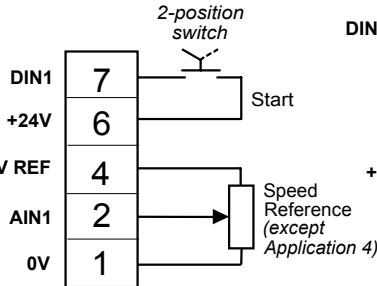 2-position
switch
DIN
DIN1 7
Start
+24V 6
V REF 4
+
Speed
Reference
(except
Application 4)
AIN1 2
0V 1